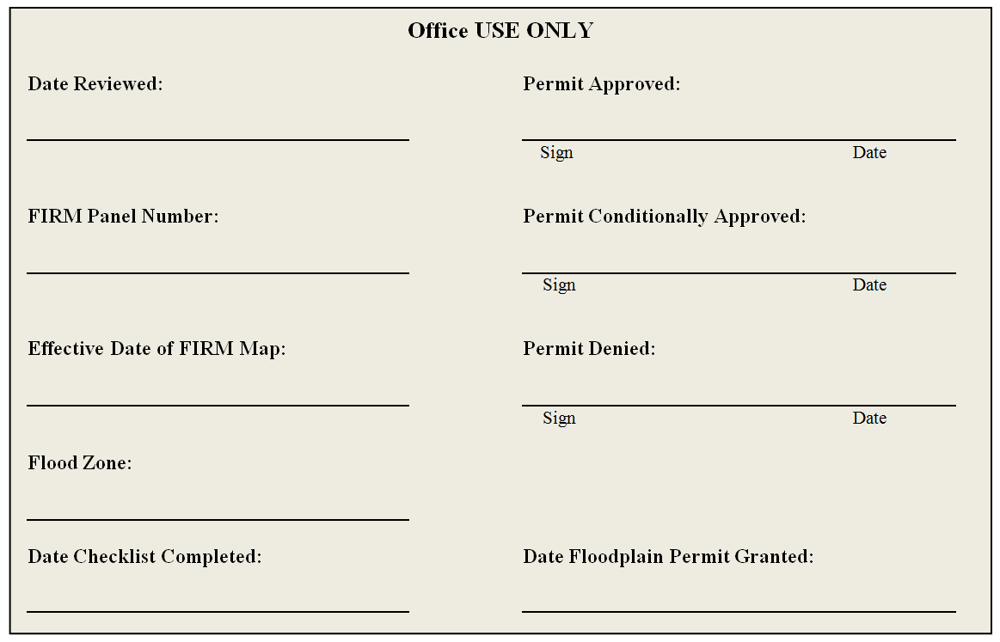 Office USE ONLY
Date Reviewed:
Permit Approved:
Sign Date
FIRM Panel Number:
Permit Conditionally Approved:
Sign Date
Effective Date of FIRM Map:
Permit Denied:
Sign Date
Flood Zone:
Date Checklist Completed:
Date Floodplain Permit Granted: